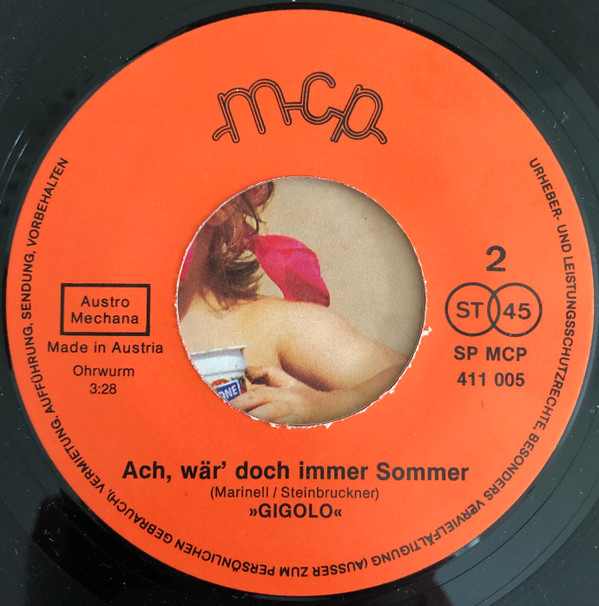 mcp
URHEBER- UND LEISTUNGSSCHUTZRECHTE, BESONDERS VERVIELFÄLTIGUNG (AUSSER ZUM PERSÖNLICHEN GEBRAUCH), VERMIETUNG, AUFFÜHRUNG, SENDUNG, VORBEHALTEN
Austro
Mechana
Made in Austria
Ohrwurm
3:28
2
ST 45
SP MCP
411 005
Ach, wär' doch immer Sommer
(Marinell / Steinbruckner)
»GIGOLO«